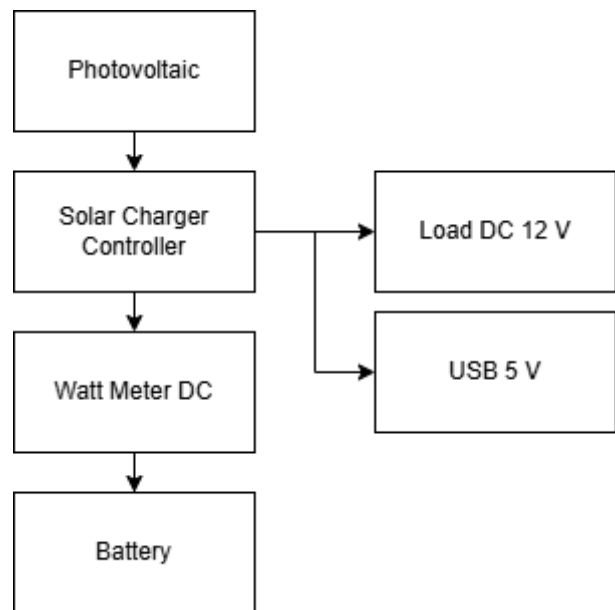 Photovoltaic
Solar Charger
Controller
Load DC 12 V
Watt Meter DC
USB 5 V
Battery